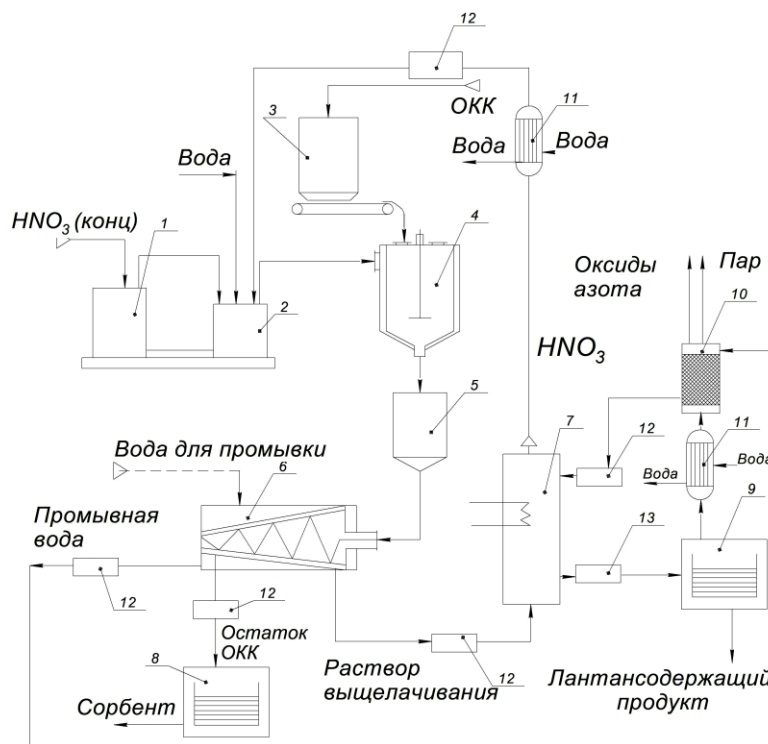 12
ОКК
11
3
Вода
Вода
Вода
HNO3 (конц)
1
4
2
Оксиды
азота
Пар
10
HNO3
5
7
12
11
Вода для промывки
6
Вода
Вода
9
Промывная
вода
13
12
12
Остаток
ОКК
8
Раствор
выщелачивания
12
Лантансодержащий
продукт
Сорбент